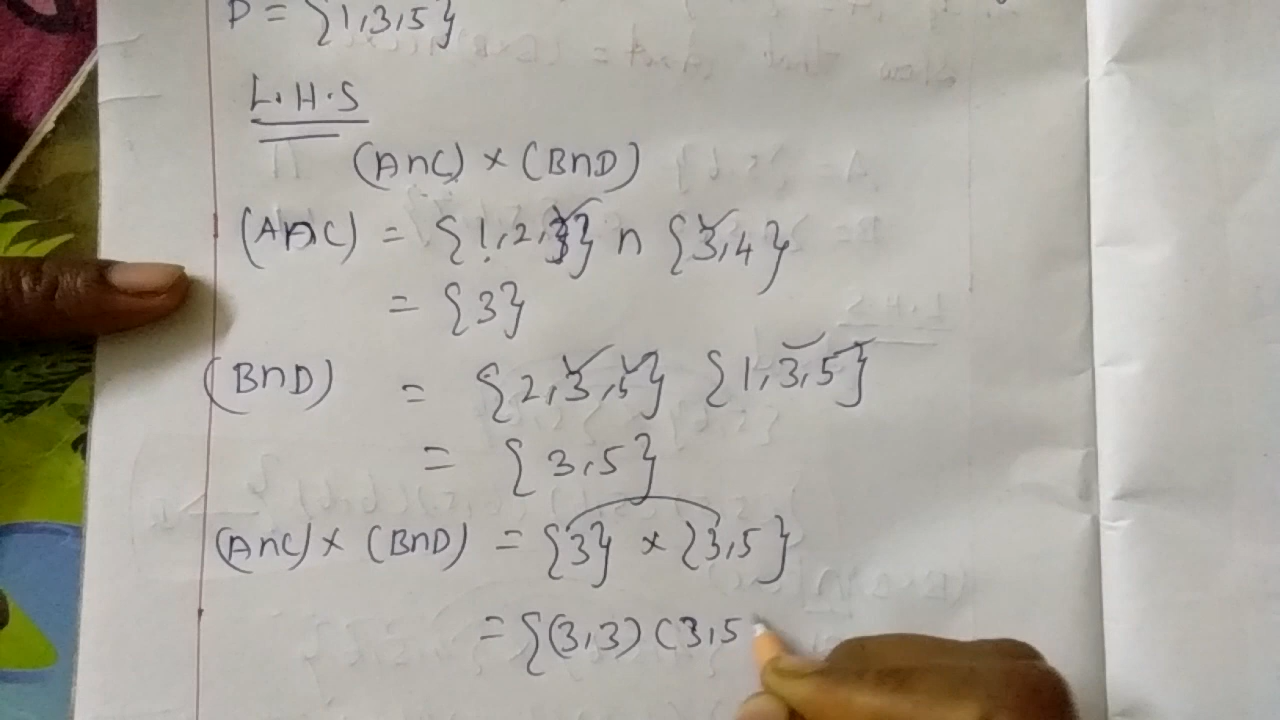 D = {1,3,5}
L.H.S
(A∩C) × (B∩D)
(A∩C) = {1,2,3} ∩ {3,4}
= {3}
(B∩D) = {2,3,5} {1,3,5}
= {3,5}
(A∩C) × (B∩D) = {3} × {3,5}
= {(3,3) (3,5